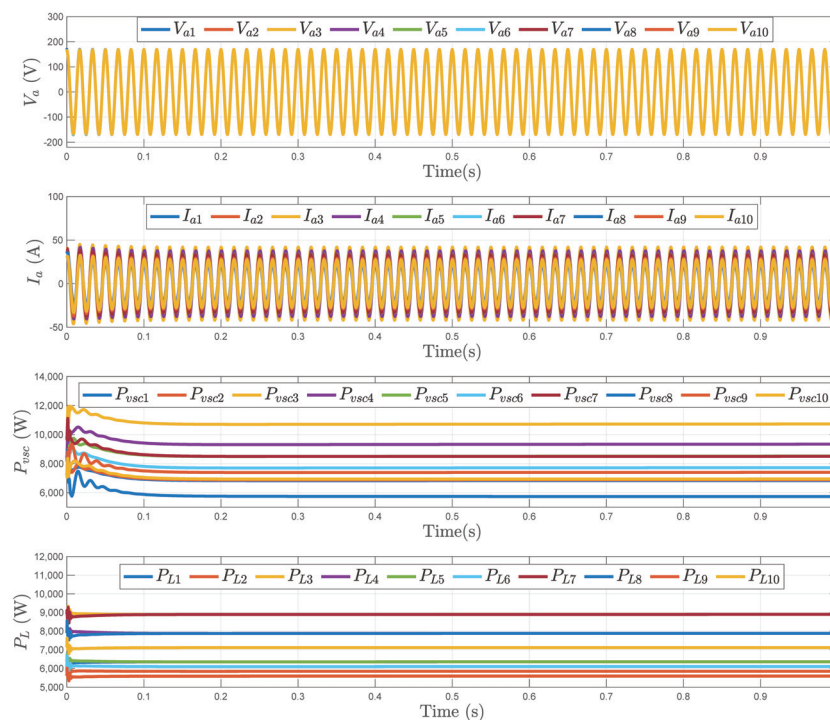 V_a1 V_a2 V_a3 V_a4 V_a5 V_a6 V_a7 V_a8 V_a9 V_a10
V_a (V)
300
200
100
0
-100
-200
0 0.1 0.2 0.3 0.4 0.5 0.6 0.7 0.8 0.9
Time(s)
I_a1 I_a2 I_a3 I_a4 I_a5 I_a6 I_a7 I_a8 I_a9 I_a10
I_a (A)
100
50
0
-50
0 0.1 0.2 0.3 0.4 0.5 0.6 0.7 0.8 0.9
Time(s)
P_vsc1 P_vsc2 P_vsc3 P_vsc4 P_vsc5 P_vsc6 P_vsc7 P_vsc8 P_vsc9 P_vsc10
P_vsc (W)
14,000
12,000
10,000
8,000
6,000
0 0.1 0.2 0.3 0.4 0.5 0.6 0.7 0.8 0.9
Time(s)
P_L1 P_L2 P_L3 P_L4 P_L5 P_L6 P_L7 P_L8 P_L9 P_L10
P_L (W)
12,000
11,000
10,000
9,000
8,000
7,000
6,000
5,000
0 0.1 0.2 0.3 0.4 0.5 0.6 0.7 0.8 0.9
Time (s)